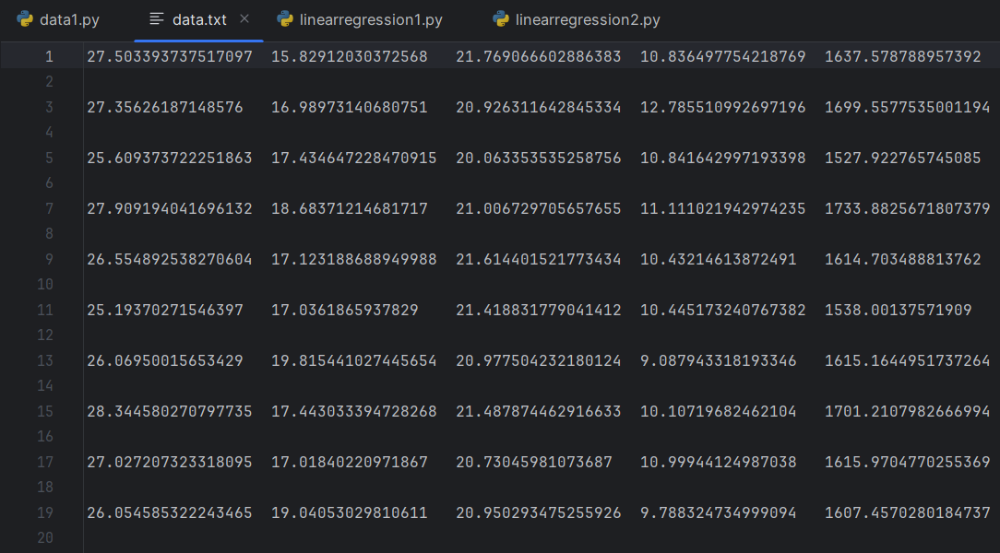 data1.py data.txt × linearregression1.py linearregression2.py
1 27.503393737517097 15.82912030372568 21.769066602886383 10.836497754218769 1637.578788957392
2
3 27.35626187148576 16.98973140680751 20.926311642845334 12.785510992697196 1699.5577535001194
4
5 25.609373722251863 17.434647228470915 20.063353535258756 10.841642997193398 1527.922765745085
6
7 27.909194041696132 18.68371214681717 21.006729705657655 11.111021942974235 1733.8825671807379
8
9 26.554892538270604 17.123188688949988 21.614401521773434 10.43214613872491 1614.703488813762
10
11 25.19370271546397 17.0361865937829 21.418831779041412 10.445173240767382 1538.00137571909
12
13 26.06950015653429 19.815441027445654 20.977504232180124 9.087943318193346 1615.1644951737264
14
15 28.344580270797735 17.443033394728268 21.487874462916633 10.10719682462104 1701.2107982666994
16
17 27.027207323318095 17.01840220971867 20.73045981073687 10.99944124987038 1615.9704770255369
18
19 26.054585322243465 19.04053029810611 20.950293475255926 9.788324734999094 1607.4570280184737
20